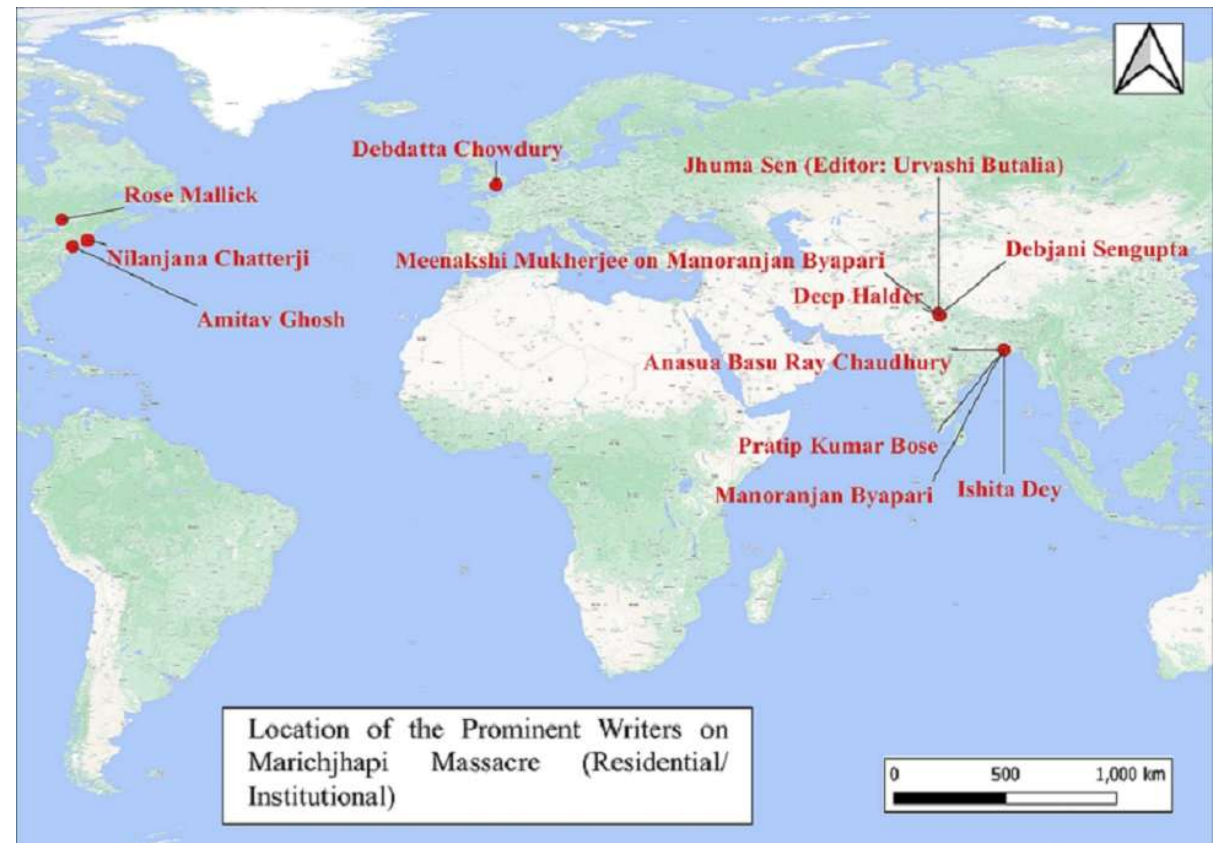 Debdatta Chowdury
Jhuma Sen (Editor: Urvashi Butalia)
Rose Mallick
Nilanjana Chatterji
Meenakshi Mukherjee on Manoranjan Byapari
Debjani Sengupta
Deep Halder
Amitav Ghosh
Anasua Basu Ray Chaudhury
Pratip Kumar Bose
Manoranjan Byapari
Ishita Dey
Location of the Prominent Writers on
Marichjhapi Massacre (Residential/
Institutional)
0 500 1,000 km